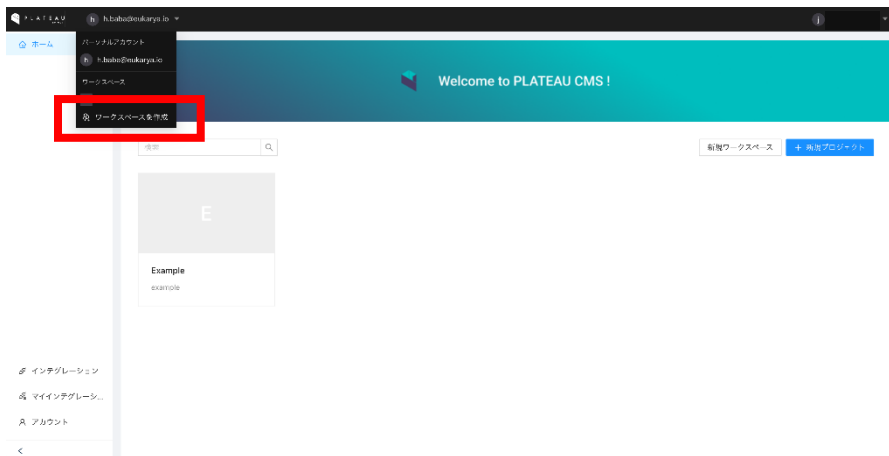 PLATEAU
h h.baba@eukarya.io
j
ホーム
パーソナルアカウント
h h.baba@eukarya.io
ワークスペース
ワークスペースを作成
Welcome to PLATEAU CMS !
検索
新規ワークスペース
+ 新規プロジェクト
E
Example
example
インテグレーション
マイインテグレーシ...
アカウント